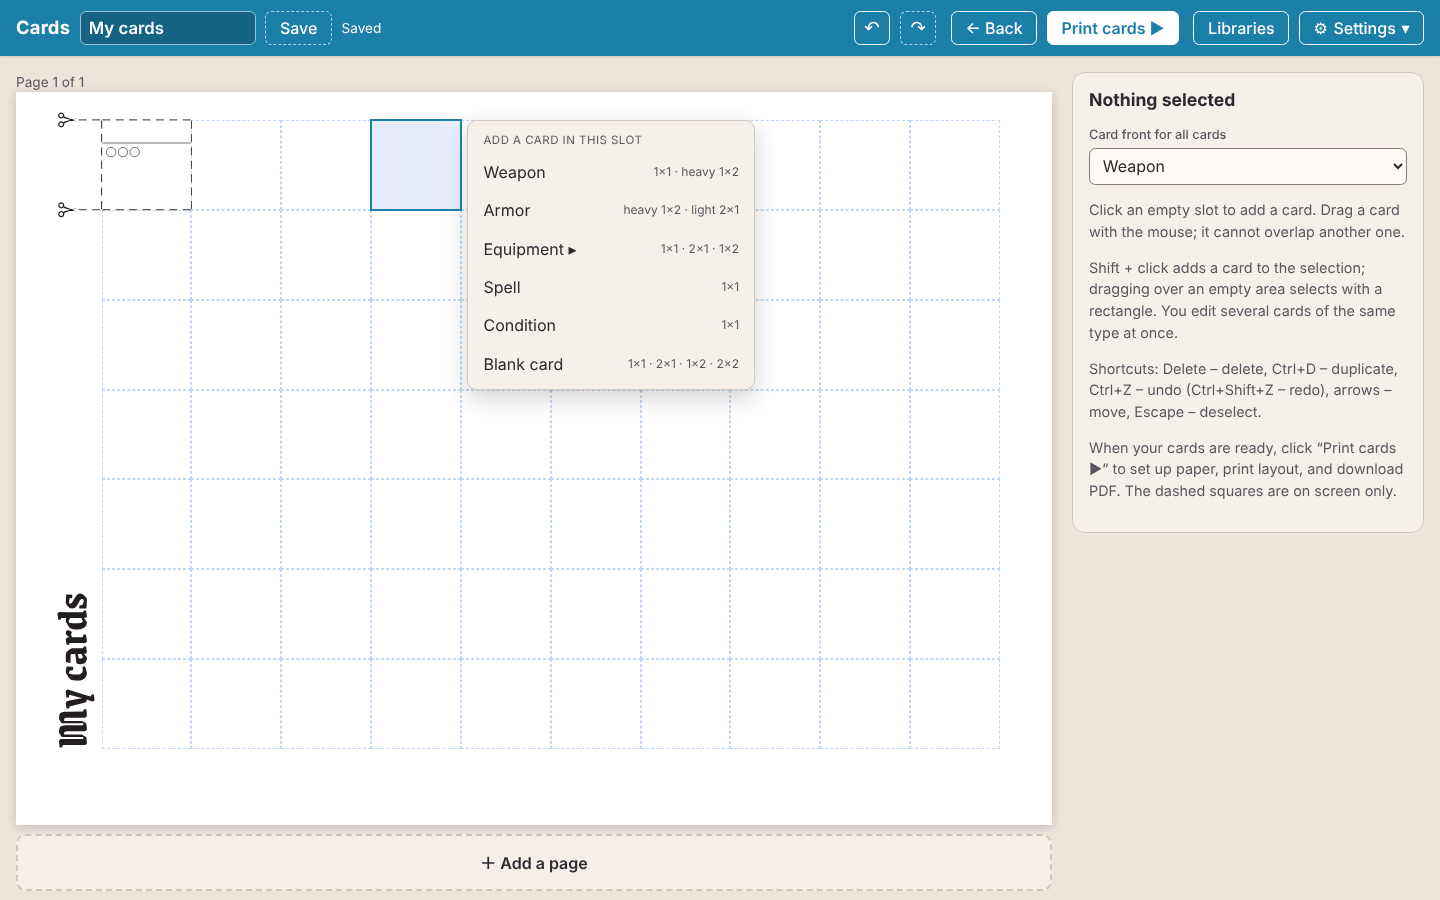 Cards
My cards
Save
Saved
↶
↷
← Back
Print cards ▶
Libraries
⚙ Settings ▾
Page 1 of 1
ADD A CARD IN THIS SLOT
Weapon 1×1 · heavy 1×2
Armor heavy 1×2 · light 2×1
Equipment ▸ 1×1 · 2×1 · 1×2
Spell 1×1
Condition 1×1
Blank card 1×1 · 2×1 · 1×2 · 2×2
My cards
+ Add a page
Nothing selected
Card front for all cards
Weapon
Click an empty slot to add a card. Drag a card
with the mouse; it cannot overlap another one.
Shift + click adds a card to the selection;
dragging over an empty area selects with a
rectangle. You edit several cards of the same
type at once.
Shortcuts: Delete – delete, Ctrl+D – duplicate,
Ctrl+Z – undo (Ctrl+Shift+Z – redo), arrows –
move, Escape – deselect.
When your cards are ready, click “Print cards
▶” to set up paper, print layout, and download
PDF. The dashed squares are on screen only.